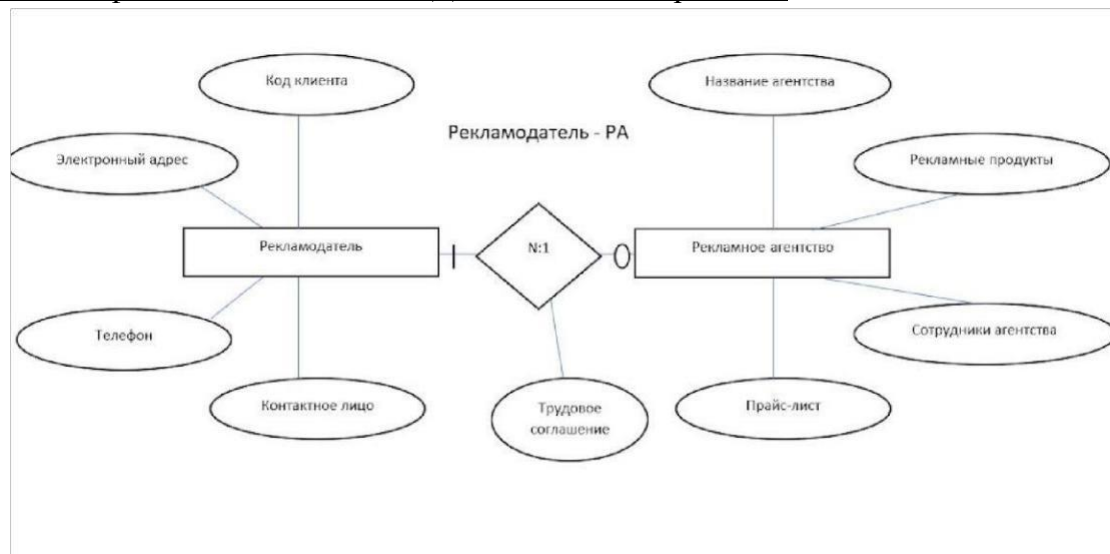 Код клиента
Название агентства
Рекламодатель - РА
Электронный адрес
Рекламные продукты
Рекламодатель
N:1
Рекламное агентство
Телефон
Сотрудники агентства
Контактное лицо
Трудовое
соглашение
Прайс-лист